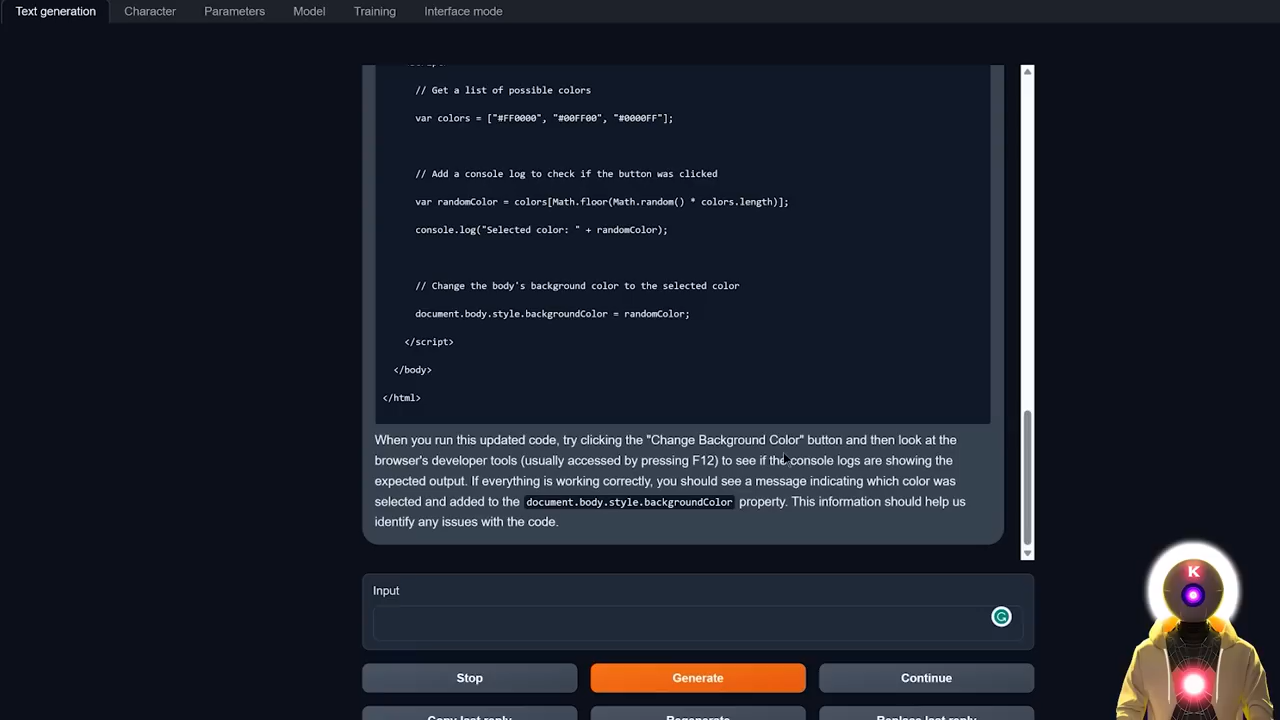 Text generation Character Parameters Model Training Interface mode
// Get a list of possible colors
var colors = ["#FF0000", "#00FF00", "#0000FF"];
// Add a console log to check if the button was clicked
var randomColor = colors[Math.floor(Math.random() * colors.length)];
console.log("Selected color: " + randomColor);
// Change the body's background color to the selected color
document.body.style.backgroundColor = randomColor;
</script>
</body>
</html>
When you run this updated code, try clicking the "Change Background Color" button and then look at the
browser's developer tools (usually accessed by pressing F12) to see if the console logs are showing the
expected output. If everything is working correctly, you should see a message indicating which color was
selected and added to the document.body.style.backgroundColor property. This information should help us
identify any issues with the code.
Input
Stop Generate Continue
Copy last reply Regenerate Replace last reply
K